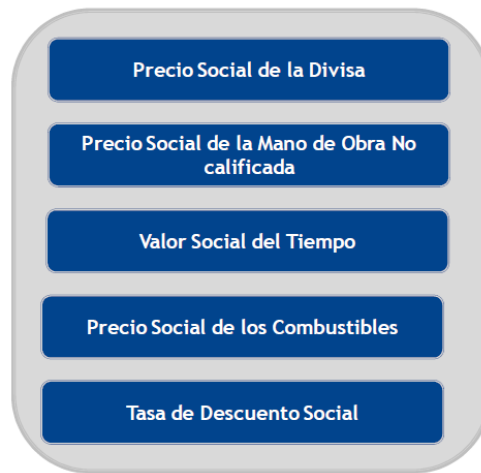 Precio Social de la Divisa
Precio Social de la Mano de Obra No
calificada
Valor Social del Tiempo
Precio Social de los Combustibles
Tasa de Descuento Social